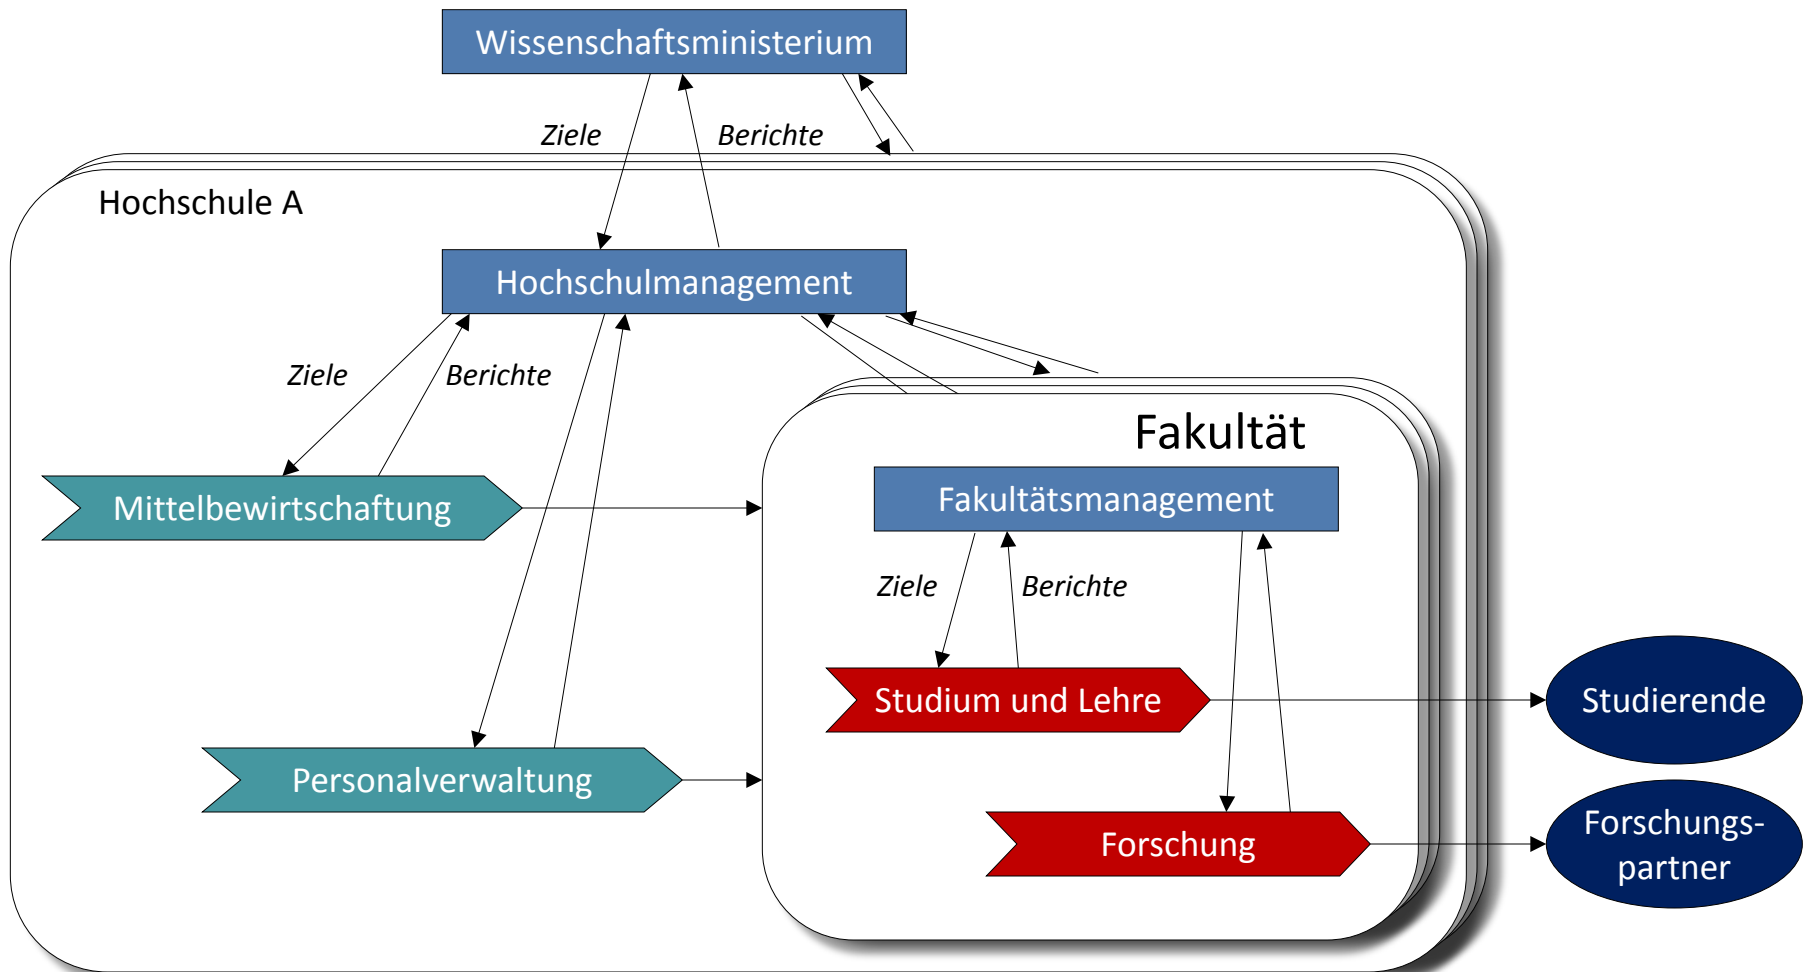 Wissenschaftsministerium
Ziele
Berichte
Hochschule A
Hochschulmanagement
Ziele
Berichte
Fakultät
Mittelbewirtschaftung
Fakultätsmanagement
Ziele
Berichte
Studium und Lehre
Studierende
Personalverwaltung
Forschung
Forschungs-
partner